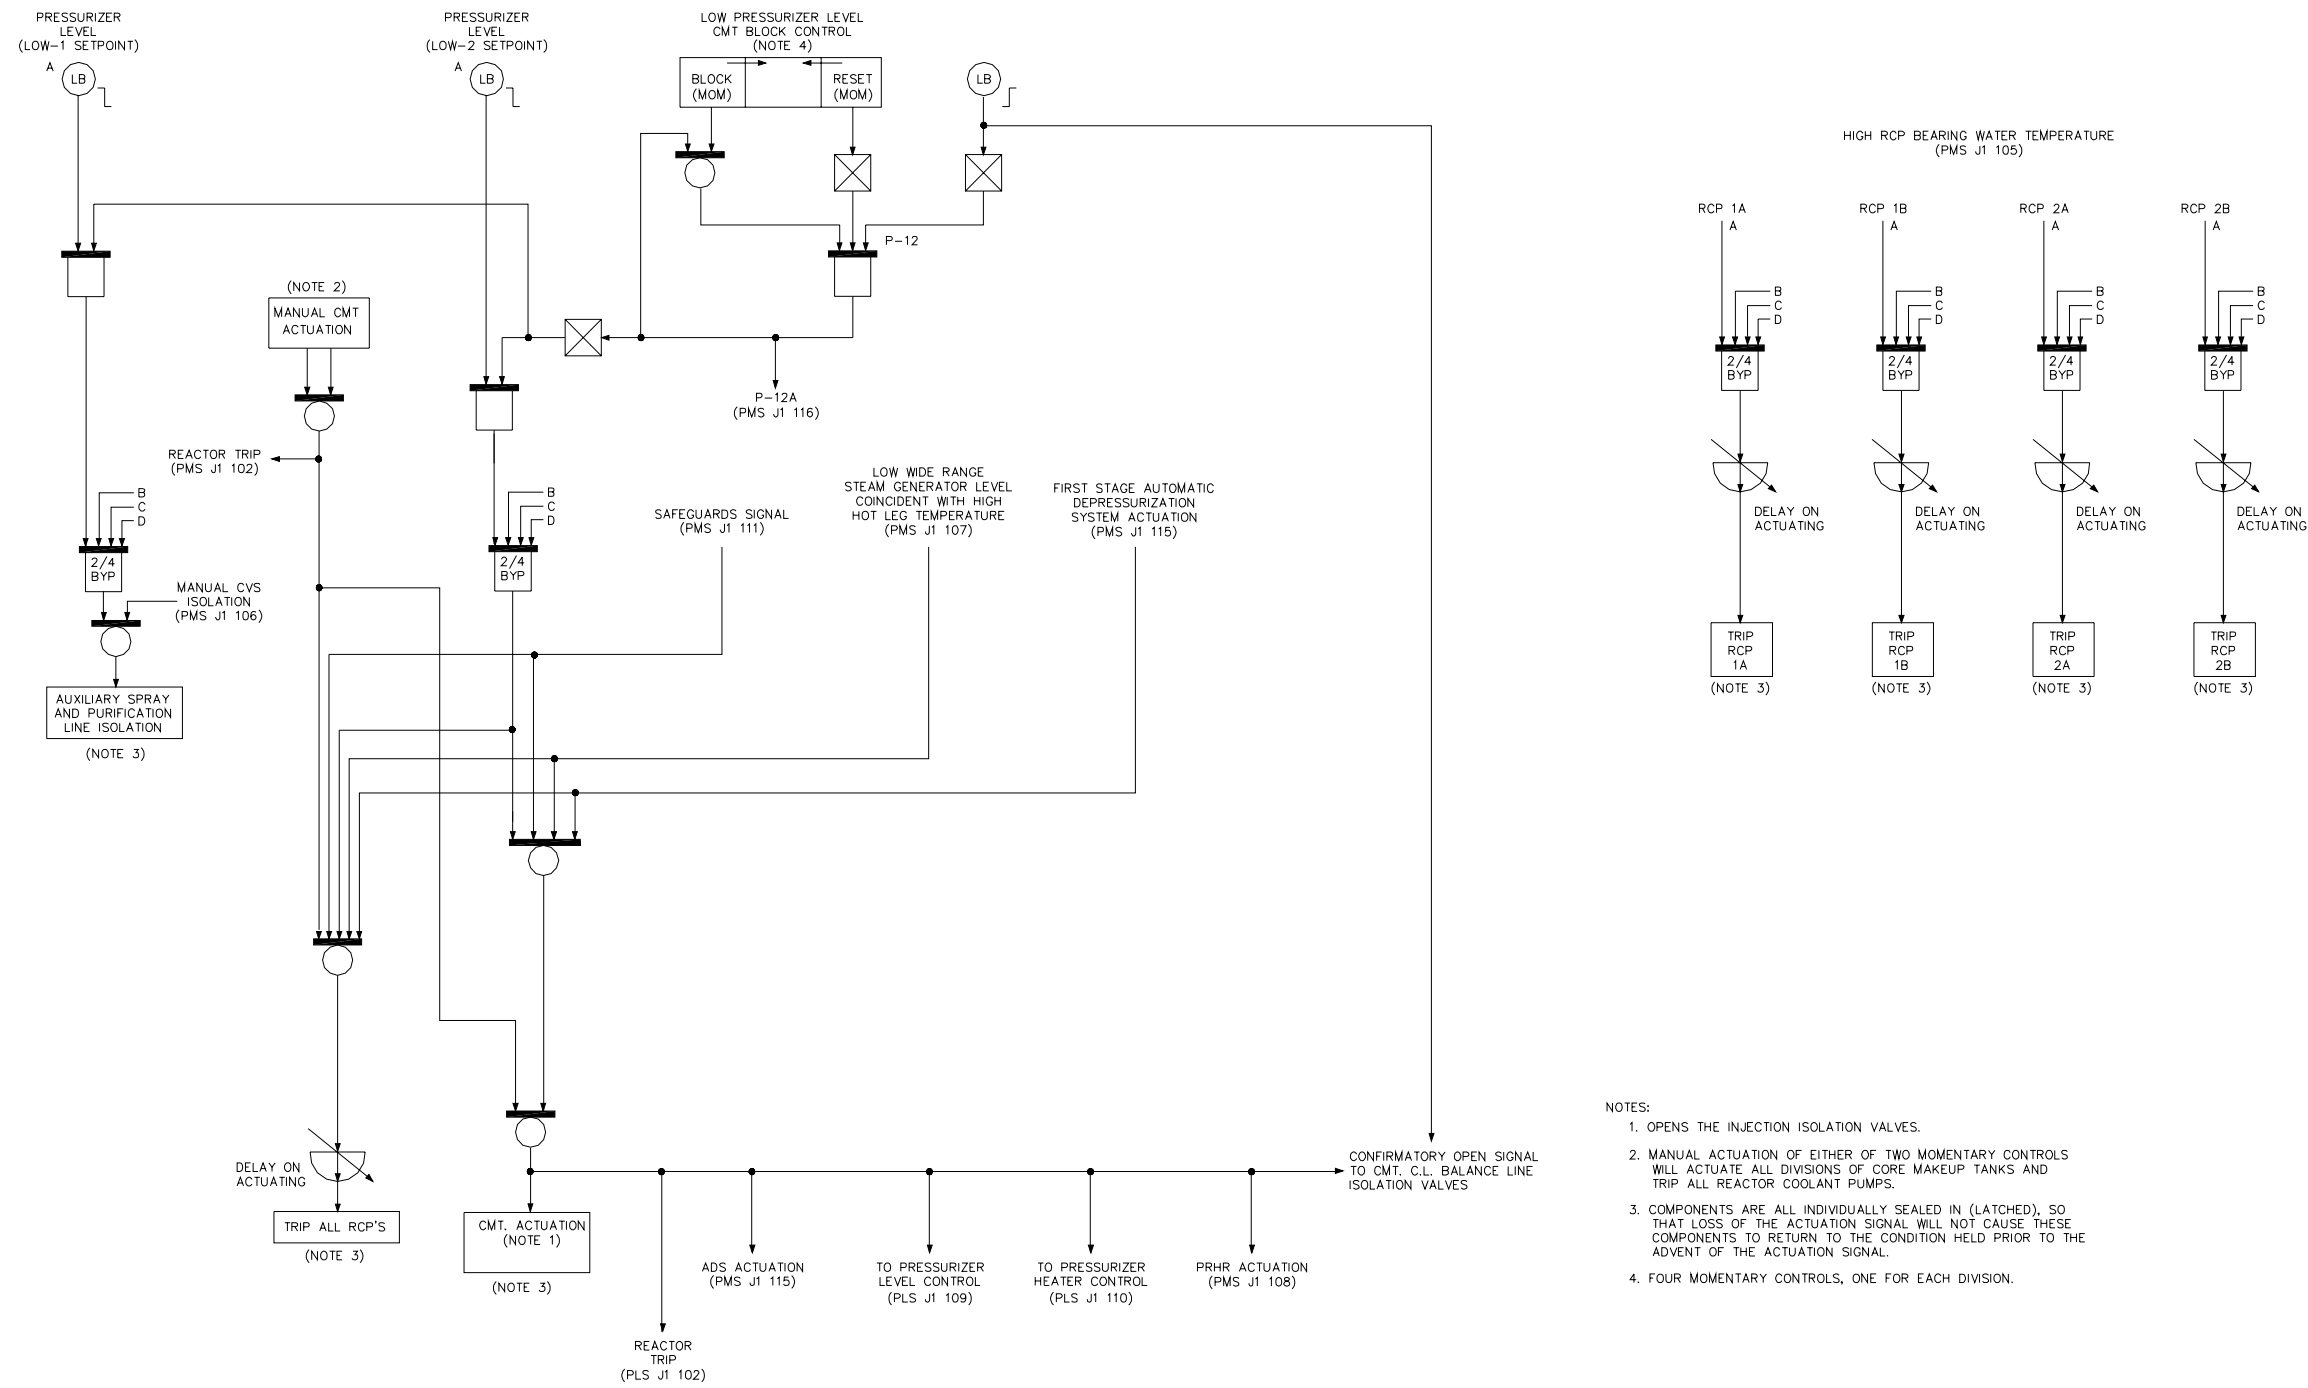 PRESSURIZER
LEVEL
(LOW-1 SETPOINT)
A
LB
PRESSURIZER
LEVEL
(LOW-2 SETPOINT)
A
LB
LOW PRESSURIZER LEVEL
CMT BLOCK CONTROL
(NOTE 4)
BLOCK
(MOM)
RESET
(MOM)
LB
P-12
P-12A
(PMS J1 116)
(NOTE 2)
MANUAL CMT
ACTUATION
REACTOR TRIP
(PMS J1 102)
B
C
D
2/4
BYP
MANUAL CVS
ISOLATION
(PMS J1 106)
AUXILIARY SPRAY
AND PURIFICATION
LINE ISOLATION
(NOTE 3)
B
C
D
2/4
BYP
SAFEGUARDS SIGNAL
(PMS J1 111)
LOW WIDE RANGE
STEAM GENERATOR LEVEL
COINCIDENT WITH HIGH
HOT LEG TEMPERATURE
(PMS J1 107)
FIRST STAGE AUTOMATIC
DEPRESSURIZATION
SYSTEM ACTUATION
(PMS J1 115)
DELAY ON
ACTUATING
TRIP ALL RCP'S
(NOTE 3)
CMT. ACTUATION
(NOTE 1)
(NOTE 3)
REACTOR
TRIP
(PLS J1 102)
ADS ACTUATION
(PMS J1 115)
TO PRESSURIZER
LEVEL CONTROL
(PLS J1 109)
TO PRESSURIZER
HEATER CONTROL
(PLS J1 110)
PRHR ACTUATION
(PMS J1 108)
CONFIRMATORY OPEN SIGNAL
TO CMT. C.L. BALANCE LINE
ISOLATION VALVES
HIGH RCP BEARING WATER TEMPERATURE
(PMS J1 105)
RCP 1A
A
B
C
D
2/4
BYP
DELAY ON
ACTUATING
TRIP
RCP
1A
(NOTE 3)
RCP 1B
A
B
C
D
2/4
BYP
DELAY ON
ACTUATING
TRIP
RCP
1B
(NOTE 3)
RCP 2A
A
B
C
D
2/4
BYP
DELAY ON
ACTUATING
TRIP
RCP
2A
(NOTE 3)
RCP 2B
A
B
C
D
2/4
BYP
DELAY ON
ACTUATING
TRIP
RCP
2B
(NOTE 3)
NOTES:
1. OPENS THE INJECTION ISOLATION VALVES.
2. MANUAL ACTUATION OF EITHER OF TWO MOMENTARY CONTROLS
WILL ACTUATE ALL DIVISIONS OF CORE MAKEUP TANKS AND
TRIP ALL REACTOR COOLANT PUMPS.
3. COMPONENTS ARE ALL INDIVIDUALLY SEALED IN (LATCHED), SO
THAT LOSS OF THE ACTUATION SIGNAL WILL NOT CAUSE THESE
COMPONENTS TO RETURN TO THE CONDITION HELD PRIOR TO THE
ADVENT OF THE ACTUATION SIGNAL.
4. FOUR MOMENTARY CONTROLS, ONE FOR EACH DIVISION.